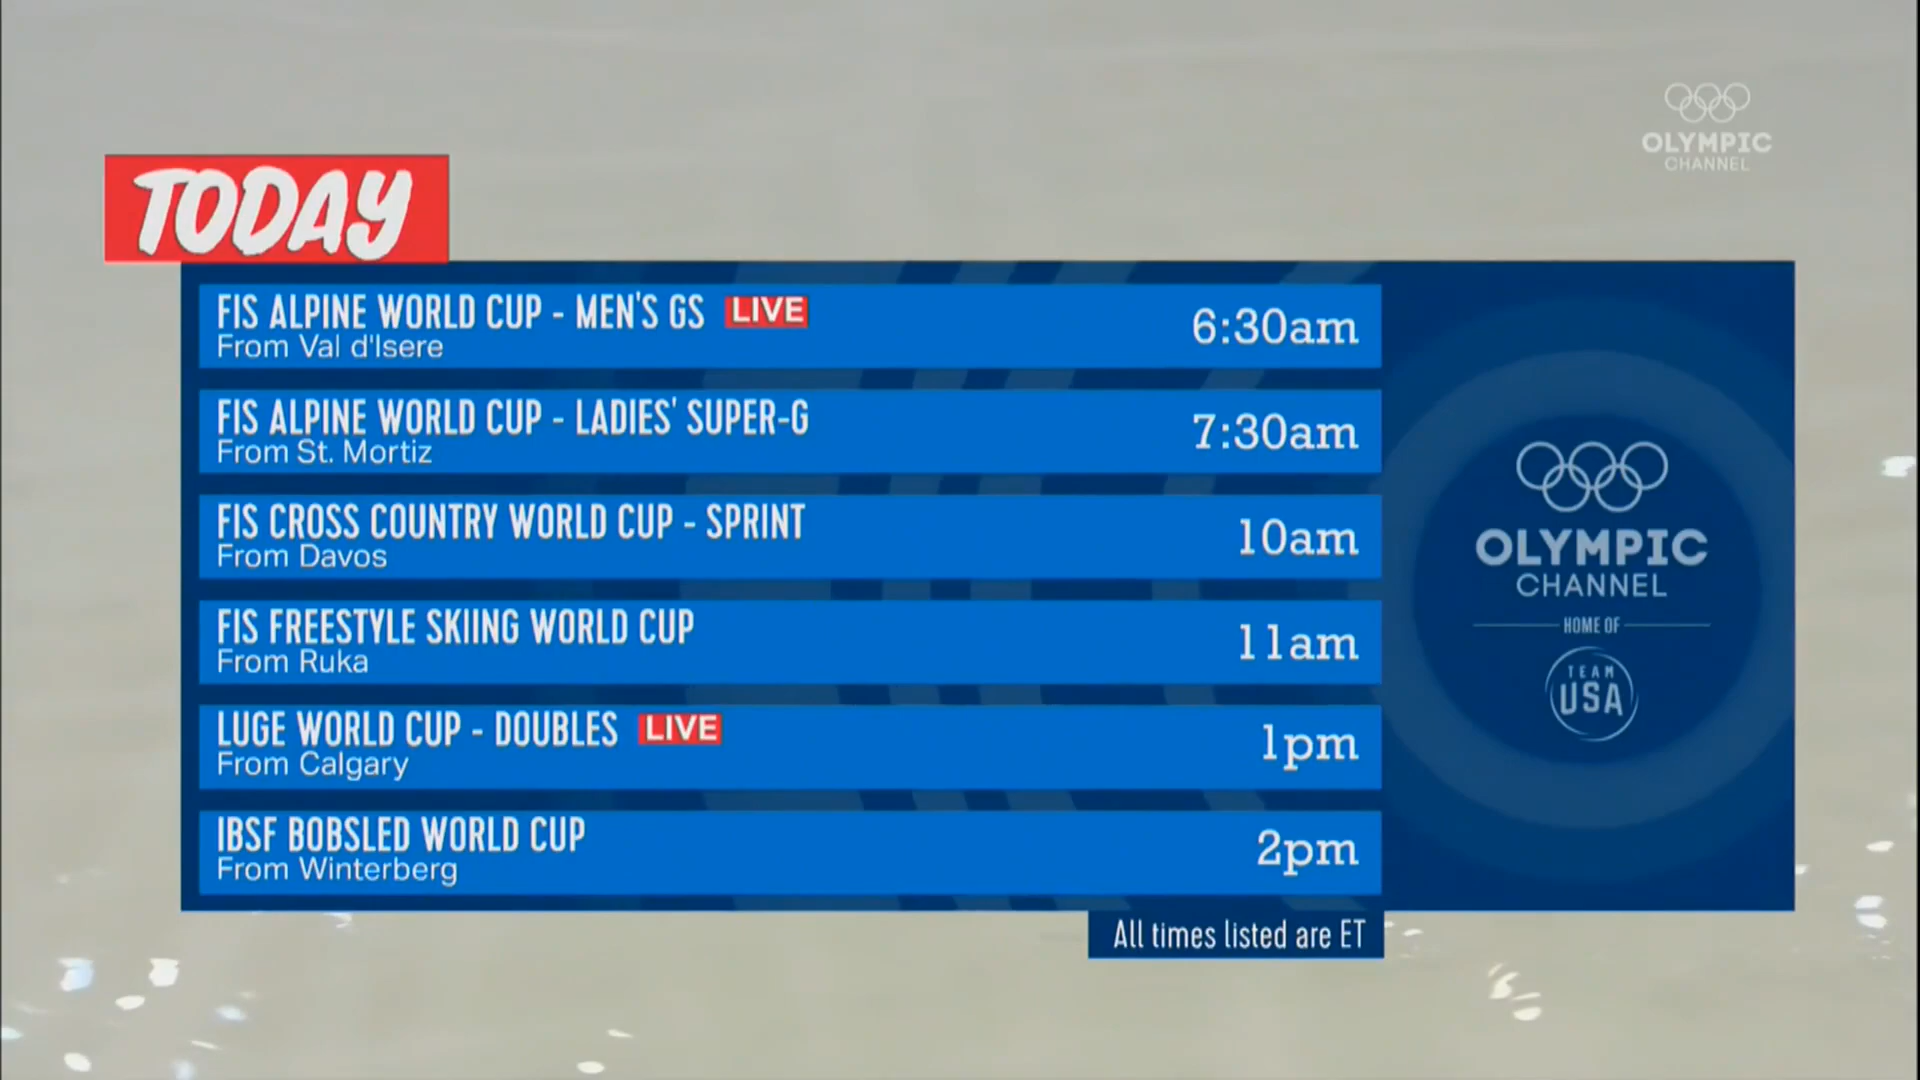 OLYMPIC
CHANNEL
TODAY
FIS ALPINE WORLD CUP - MEN'S GS LIVE
From Val d'Isere
6:30am
FIS ALPINE WORLD CUP - LADIES' SUPER-G
From St. Mortiz
7:30am
FIS CROSS COUNTRY WORLD CUP - SPRINT
From Davos
10am
FIS FREESTYLE SKIING WORLD CUP
From Ruka
11am
LUGE WORLD CUP - DOUBLES LIVE
From Calgary
1pm
IBSF BOBSLED WORLD CUP
From Winterberg
2pm
All times listed are ET
OLYMPIC
CHANNEL
HOME OF
TEAM
USA